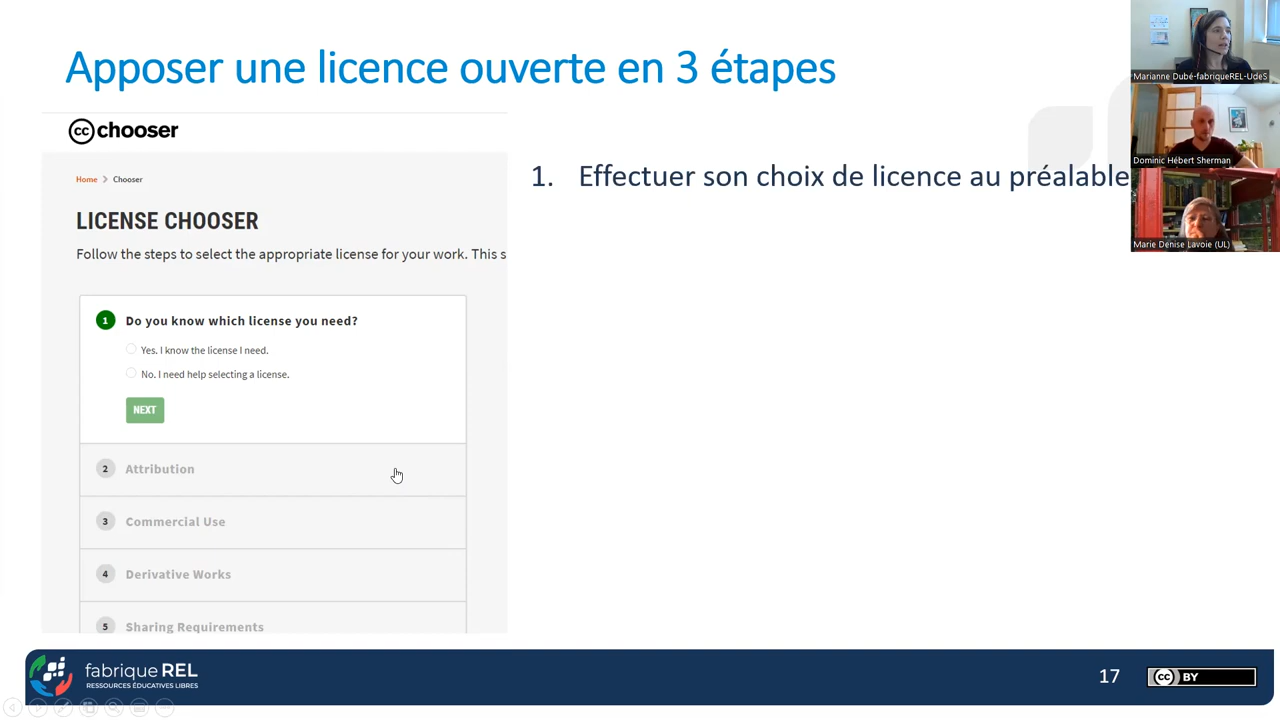 Apposer une licence ouverte en 3 étapes
cc chooser
Home > Chooser
LICENSE CHOOSER
Follow the steps to select the appropriate license for your work. This s
1 Do you know which license you need?
Yes. I know the license I need.
No. I need help selecting a license.
NEXT
2 Attribution
3 Commercial Use
4 Derivative Works
5 Sharing Requirements
1. Effectuer son choix de licence au préalable
Marianne Dubé-fabriqueREL-UdeS
Dominic Hébert Sherman
Marie Denise Lavoie (UL)
fabrique REL
RESSOURCES ÉDUCATIVES LIBRES
17
cc BY